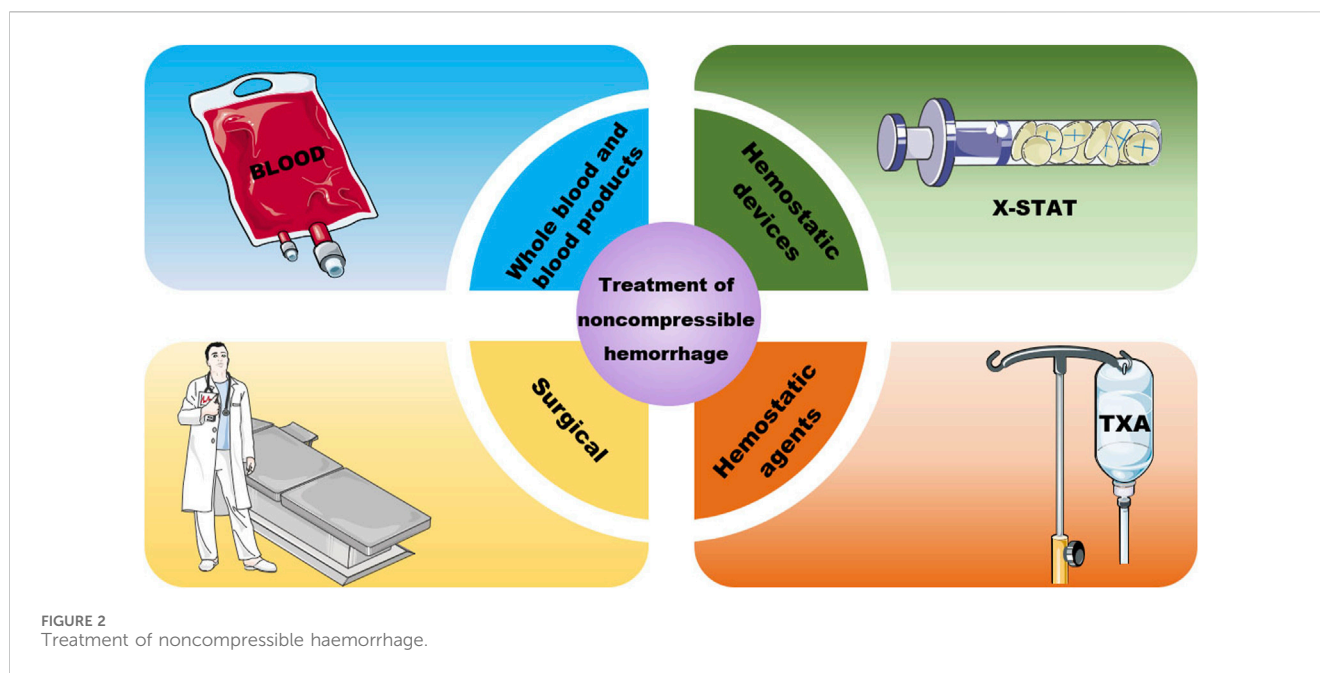 BLOOD
Whole blood and
blood products
Hemostatic
devices
X-STAT
Treatment of
noncompressible
hemorrhage
Surgical
Hemostatic
agents
TXA
FIGURE 2
Treatment of noncompressible haemorrhage.